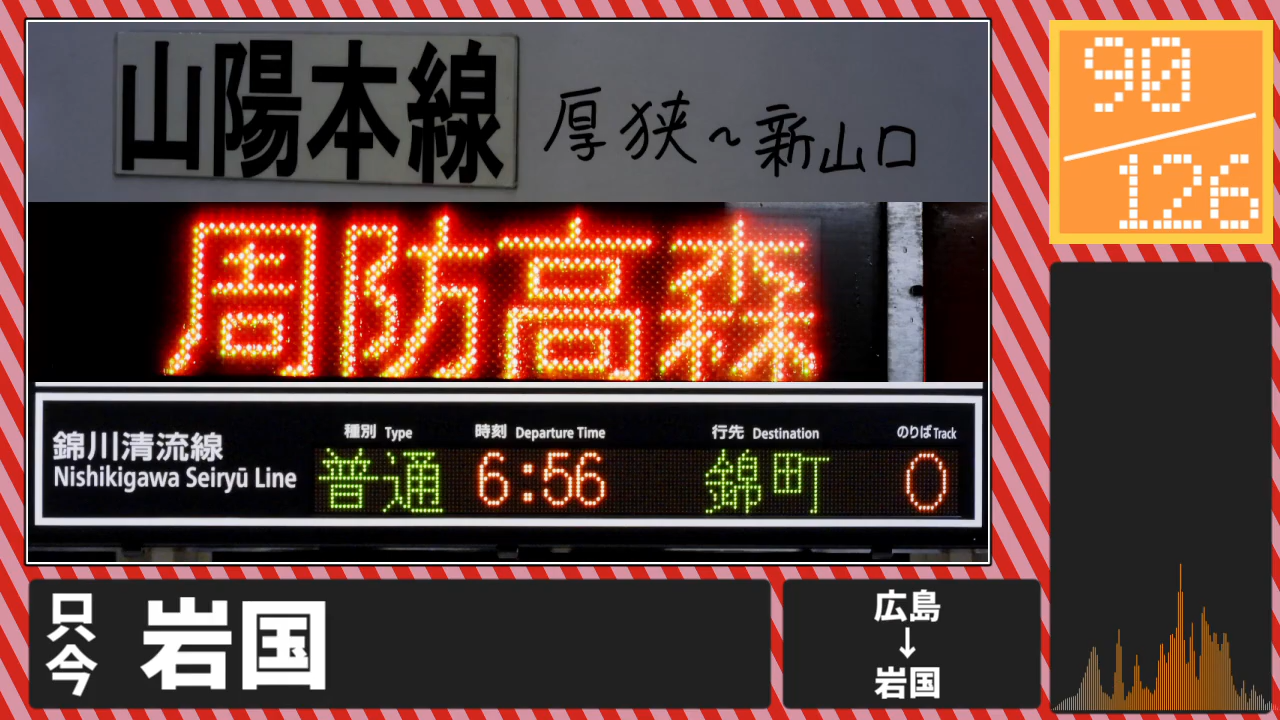 山陽本線 厚狭～新山口
周防高森
錦川清流線
Nishikigawa Seiryū Line
種別 Type 時刻 Departure Time 行先 Destination のりば Track
普通 6:56 錦町 0
只今 岩国
広島
↓
岩国
90
126